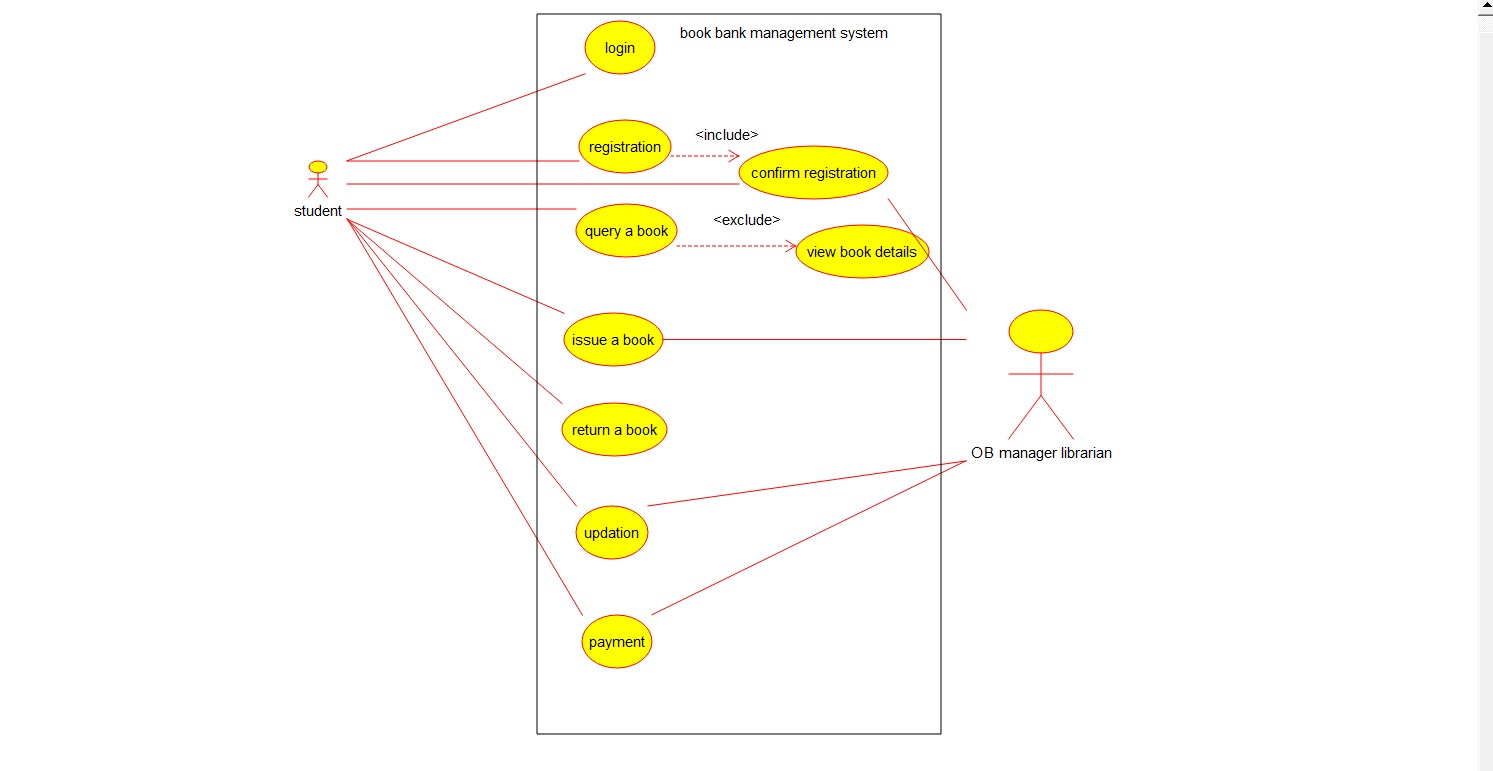 book bank management system
login
registration
<include>
confirm registration
student
query a book
<exclude>
view book details
issue a book
return a book
OB manager librarian
updation
payment